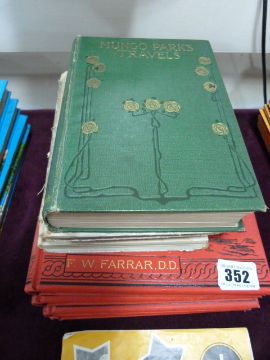 MUNGO PARK'S
TRAVELS
F. W. FARRAR, D.D.
352